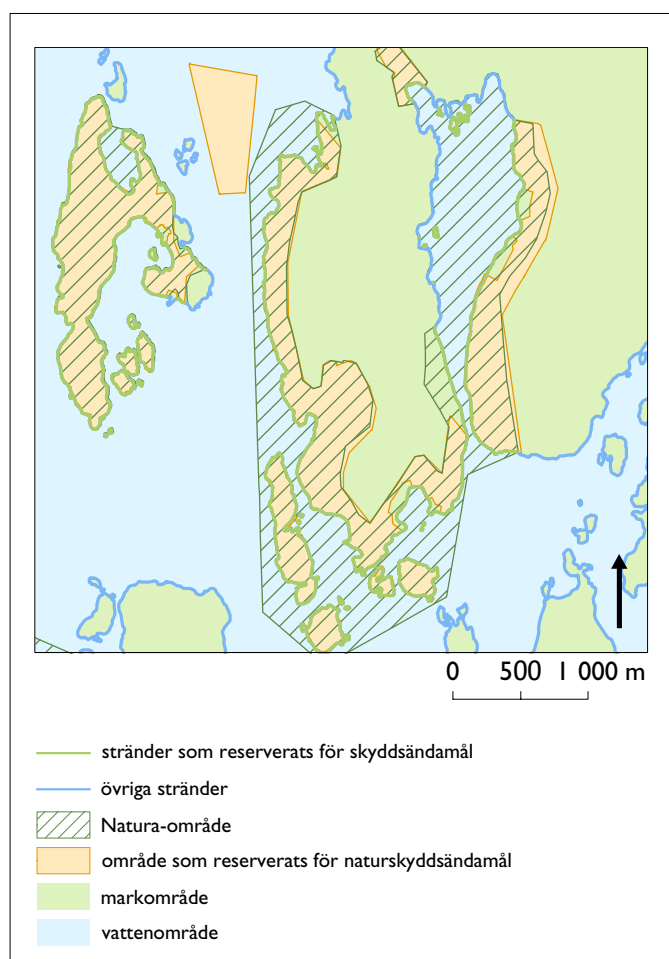 0 500 1 000 m
stränder som reserverats för skyddsändamål
övriga stränder
Natura-område
område som reserverats för naturskyddsändamål
markområde
vattenområde